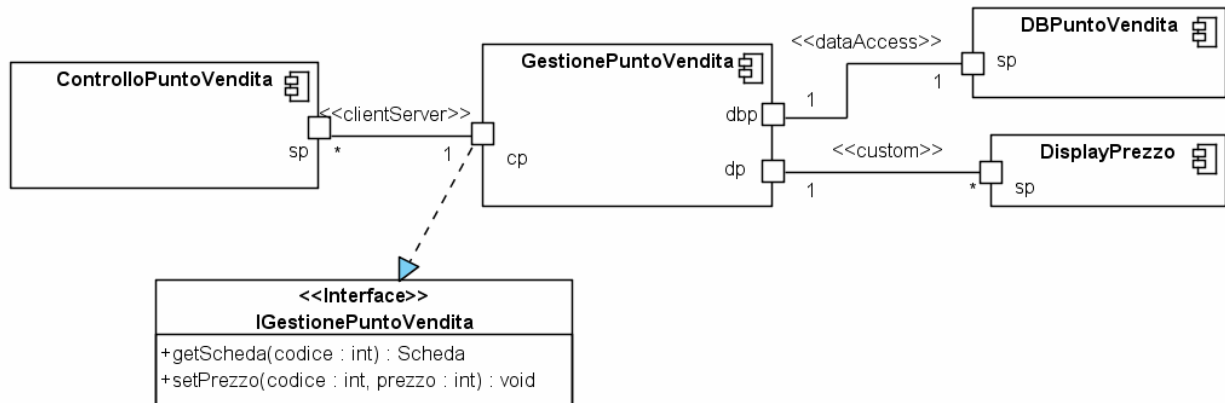 ControlloPuntoVendita
sp
<<clientServer>>
*
1
GestionePuntoVendita
cp
dbp
dp
<<dataAccess>>
1
1
DBPuntoVendita
sp
<<custom>>
1
*
DisplayPrezzo
sp
<<Interface>>
IGestionePuntoVendita
+getScheda(codice : int) : Scheda
+setPrezzo(codice : int, prezzo : int) : void